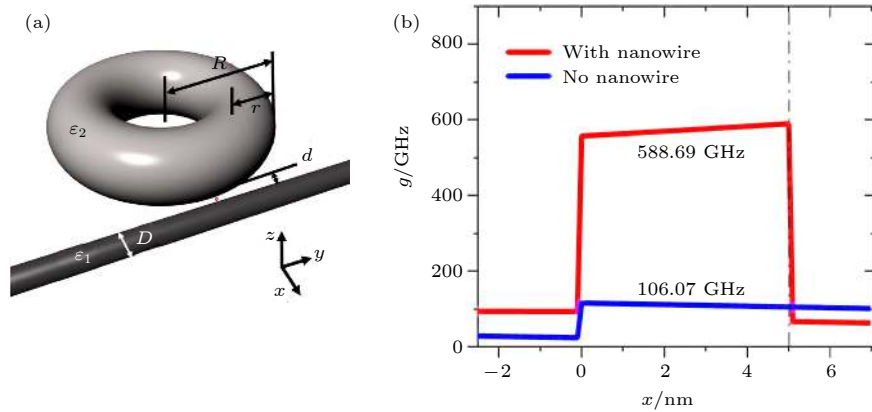 (a)
R
r
ε₂
d
D
ε₁
z
y
x
(b)
With nanowire
No nanowire
g/GHz
800
600
400
200
0
588.69 GHz
106.07 GHz
−2 0 2 4 6
x/nm